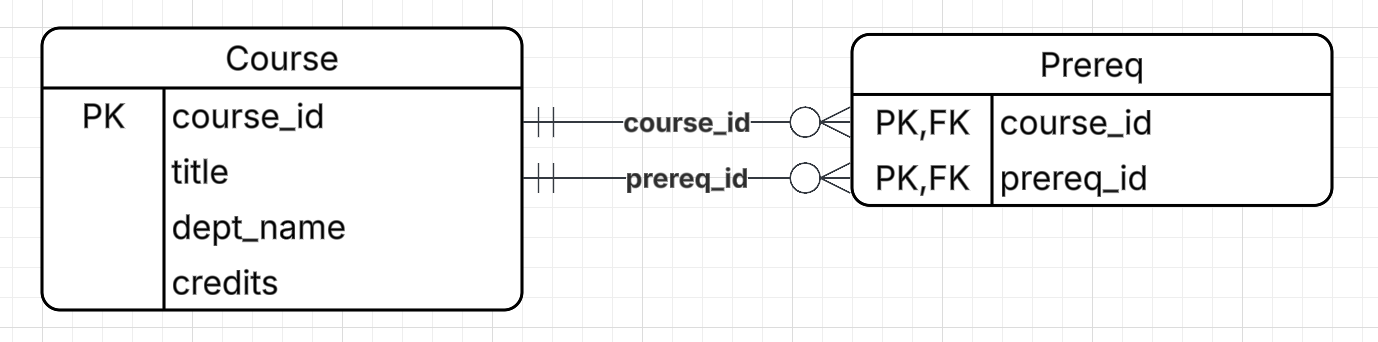 Course
PK course_id
title
dept_name
credits
course_id
prereq_id
Prereq
PK,FK course_id
PK,FK prereq_id